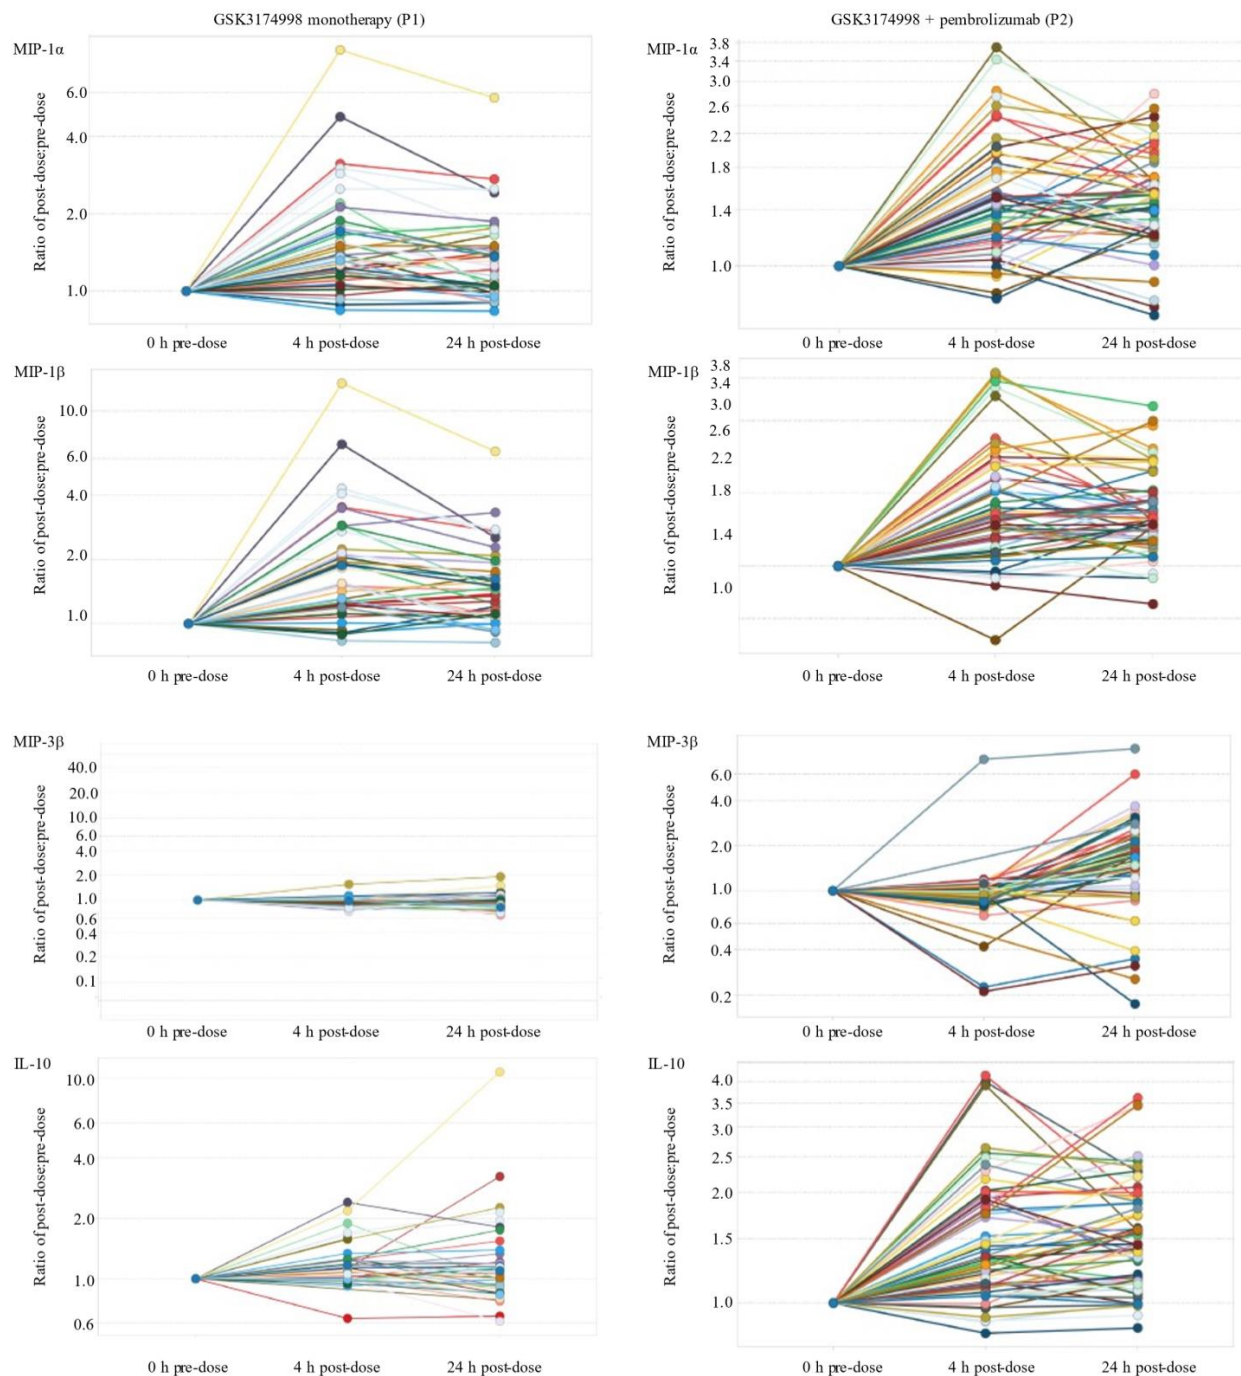 GSK3174998 monotherapy (P1)
GSK3174998 + pembrolizumab (P2)
MIP-1α
Ratio of post-dose:pre-dose
6.0
4.0
2.0
1.0
0 h pre-dose 4 h post-dose 24 h post-dose
MIP-1α
Ratio of post-dose:pre-dose
3.8
3.4
3.0
2.6
2.2
1.8
1.4
1.0
0 h pre-dose 4 h post-dose 24 h post-dose
MIP-1β
Ratio of post-dose:pre-dose
10.0
6.0
4.0
2.0
1.0
0 h pre-dose 4 h post-dose 24 h post-dose
MIP-1β
Ratio of post-dose:pre-dose
3.8
3.4
3.0
2.6
2.2
1.8
1.4
1.0
0 h pre-dose 4 h post-dose 24 h post-dose
MIP-3β
Ratio of post-dose:pre-dose
40.0
20.0
10.0
6.0
4.0
2.0
1.0
0.6
0.4
0.2
0.1
0 h pre-dose 4 h post-dose 24 h post-dose
MIP-3β
Ratio of post-dose:pre-dose
6.0
4.0
2.0
1.0
0.6
0.4
0.2
0 h pre-dose 4 h post-dose 24 h post-dose
IL-10
Ratio of post-dose:pre-dose
10.0
6.0
4.0
2.0
1.0
0.6
0 h pre-dose 4 h post-dose 24 h post-dose
IL-10
Ratio of post-dose:pre-dose
4.0
3.5
3.0
2.5
2.0
1.5
1.0
0 h pre-dose 4 h post-dose 24 h post-dose